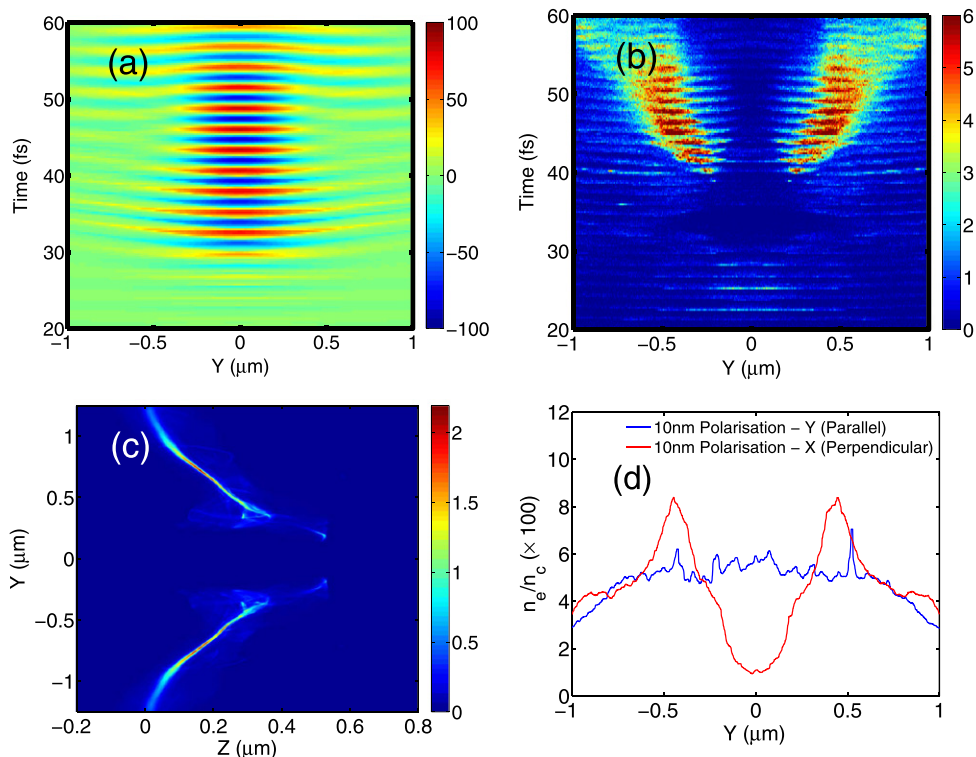 (a)
Time (fs)
60
50
40
30
20
−1 −0.5 0 0.5 1
Y (μm)
100
50
0
−50
−100
(b)
Time (fs)
60
50
40
30
20
−1 −0.5 0 0.5 1
Y (μm)
6
5
4
3
2
1
0
(c)
Y (μm)
1
0.5
0
−0.5
−1
−0.2 0 0.2 0.4 0.6 0.8
Z (μm)
2
1.5
1
0.5
0
10nm Polarisation − Y (Parallel)
10nm Polarisation − X (Perpendicular)
(d)
n_e/n_c (× 100)
12
10
8
6
4
2
0
−1 −0.5 0 0.5 1
Y (μm)